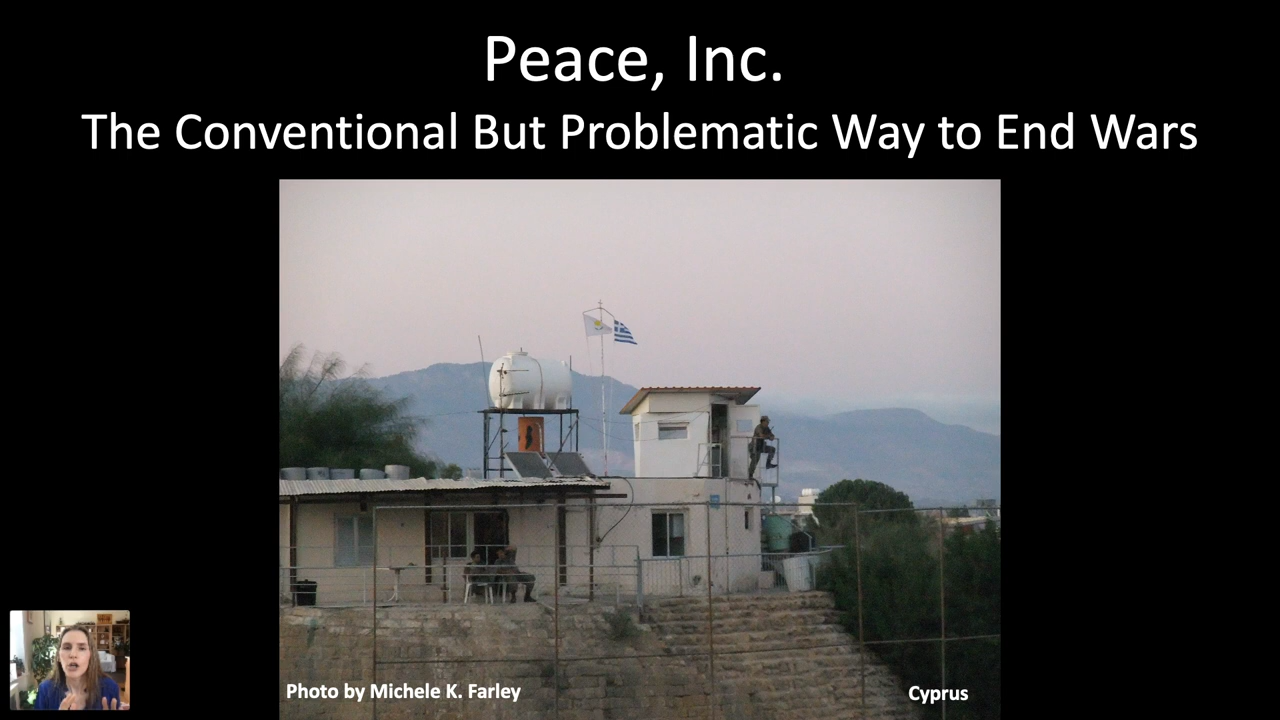 Peace, Inc.
The Conventional But Problematic Way to End Wars
Photo by Michele K. Farley
Cyprus